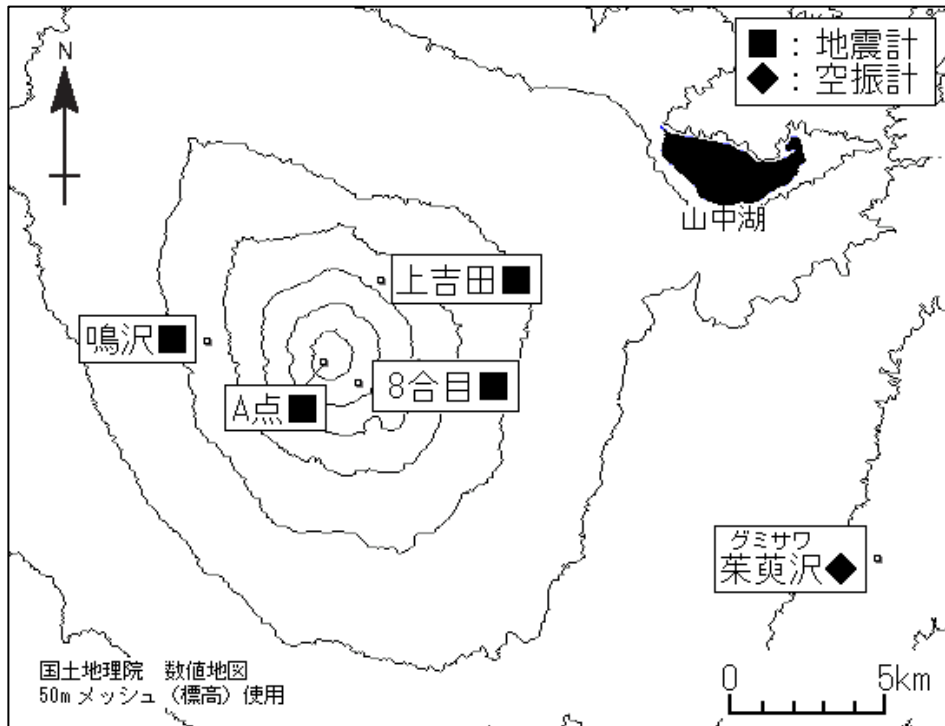 N
■：地震計
◆：空振計
山中湖
上吉田■
鳴沢■
8合目■
A点■
グミサワ
茱萸沢◆
国土地理院　数値地図
50mメッシュ（標高）使用
0 5km